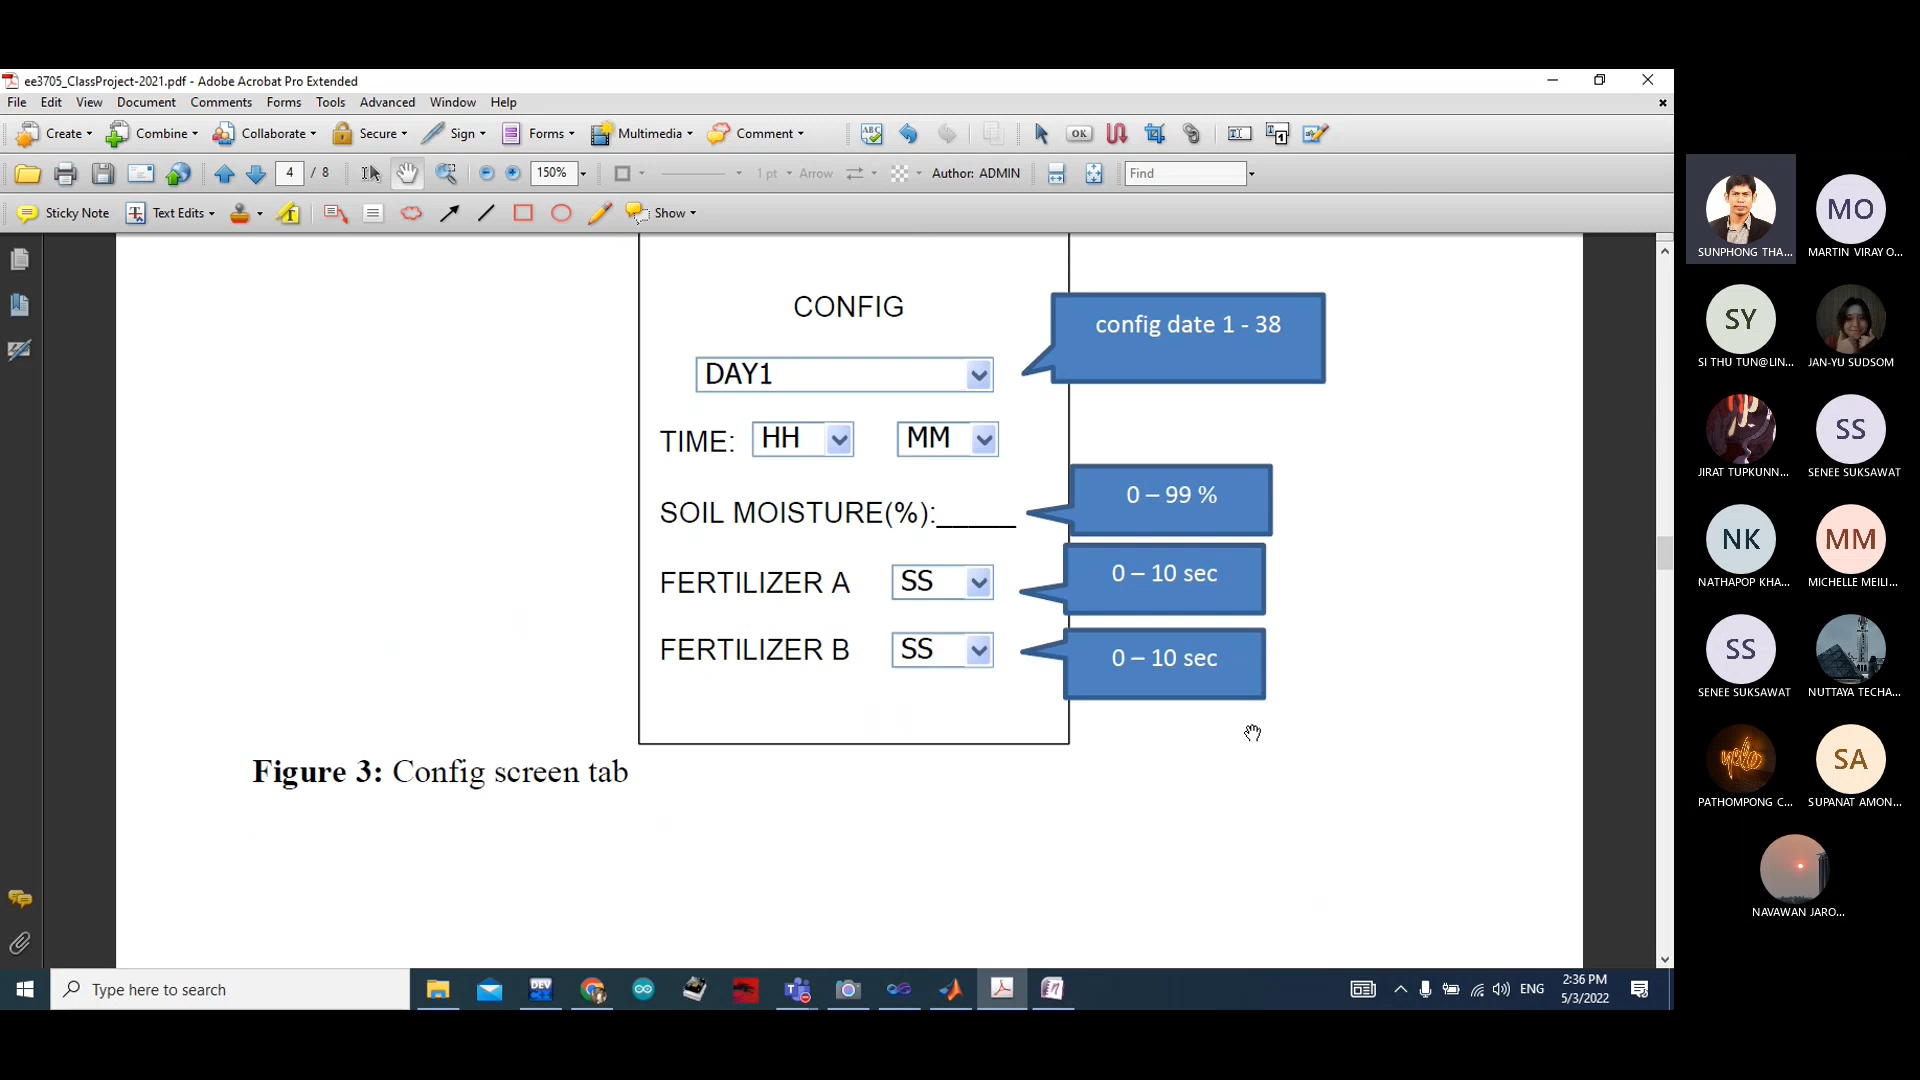 ee3705_ClassProject-2021.pdf - Adobe Acrobat Pro Extended
File Edit View Document Comments Forms Tools Advanced Window Help
Create Combine Collaborate Secure Sign Forms Multimedia Comment
4 / 8 150% 1 pt Arrow Author: ADMIN Find
Sticky Note Text Edits Show
CONFIG
config date 1 - 38
DAY1
TIME: HH MM
SOIL MOISTURE(%):_____
0 – 99 %
FERTILIZER A SS
0 – 10 sec
FERTILIZER B SS
0 – 10 sec
Figure 3: Config screen tab
Type here to search
DEV
ENG
2:36 PM
5/3/2022
SUNPHONG THA...
MO
MARTIN VIRAY O...
SY
SI THU TUN@LIN...
JAN-YU SUDSOM
JIRAT TUPKUNN...
SS
SENEE SUKSAWAT
NK
NATHAPOP KHA...
MM
MICHELLE MEILI...
SS
SENEE SUKSAWAT
NUTTAYA TECHA...
yolo
PATHOMPONG C...
SA
SUPANAT AMON...
NAVAWAN JARO...